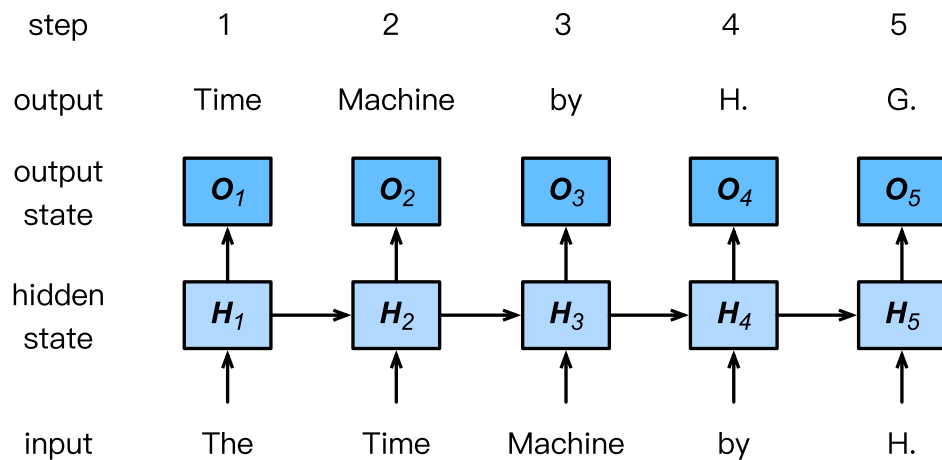 step 1 2 3 4 5
output Time Machine by H. G.
output
state
O1 O2 O3 O4 O5
hidden
state
H1 H2 H3 H4 H5
input The Time Machine by H.